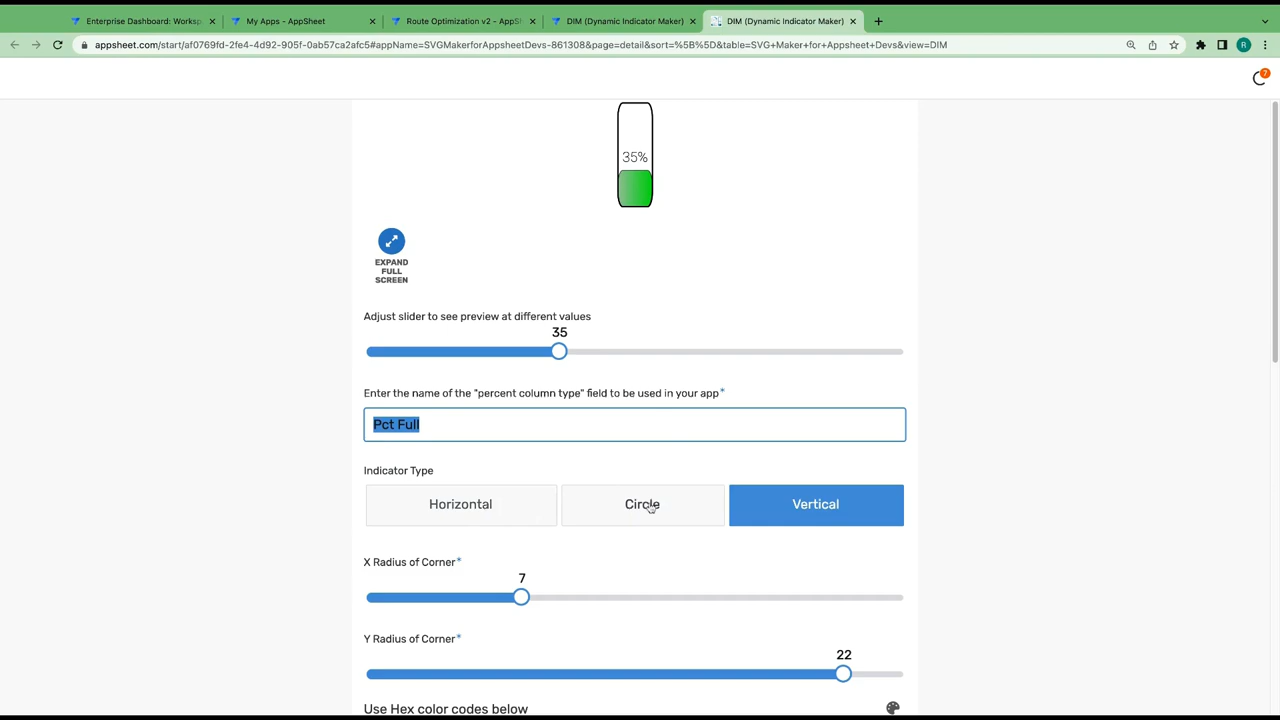 Enterprise Dashboard: Worksp
My Apps - AppSheet
Route Optimization v2 - AppSh
DIM (Dynamic Indicator Maker)
DIM (Dynamic Indicator Maker)
appsheet.com/start/af0769fd-2fe4-4d92-905f-0ab57ca2afc5#appName=SVGMakerforAppsheetDevs-861308&page=detail&sort=%5B%5D&table=SVG+Maker+for+Appsheet+Devs&view=DIM
R
7
35%
EXPAND
FULL
SCREEN
Adjust slider to see preview at different values
35
Enter the name of the "percent column type" field to be used in your app*
Pct Full
Indicator Type
Horizontal
Circle
Vertical
X Radius of Corner*
7
Y Radius of Corner*
22
Use Hex color codes below